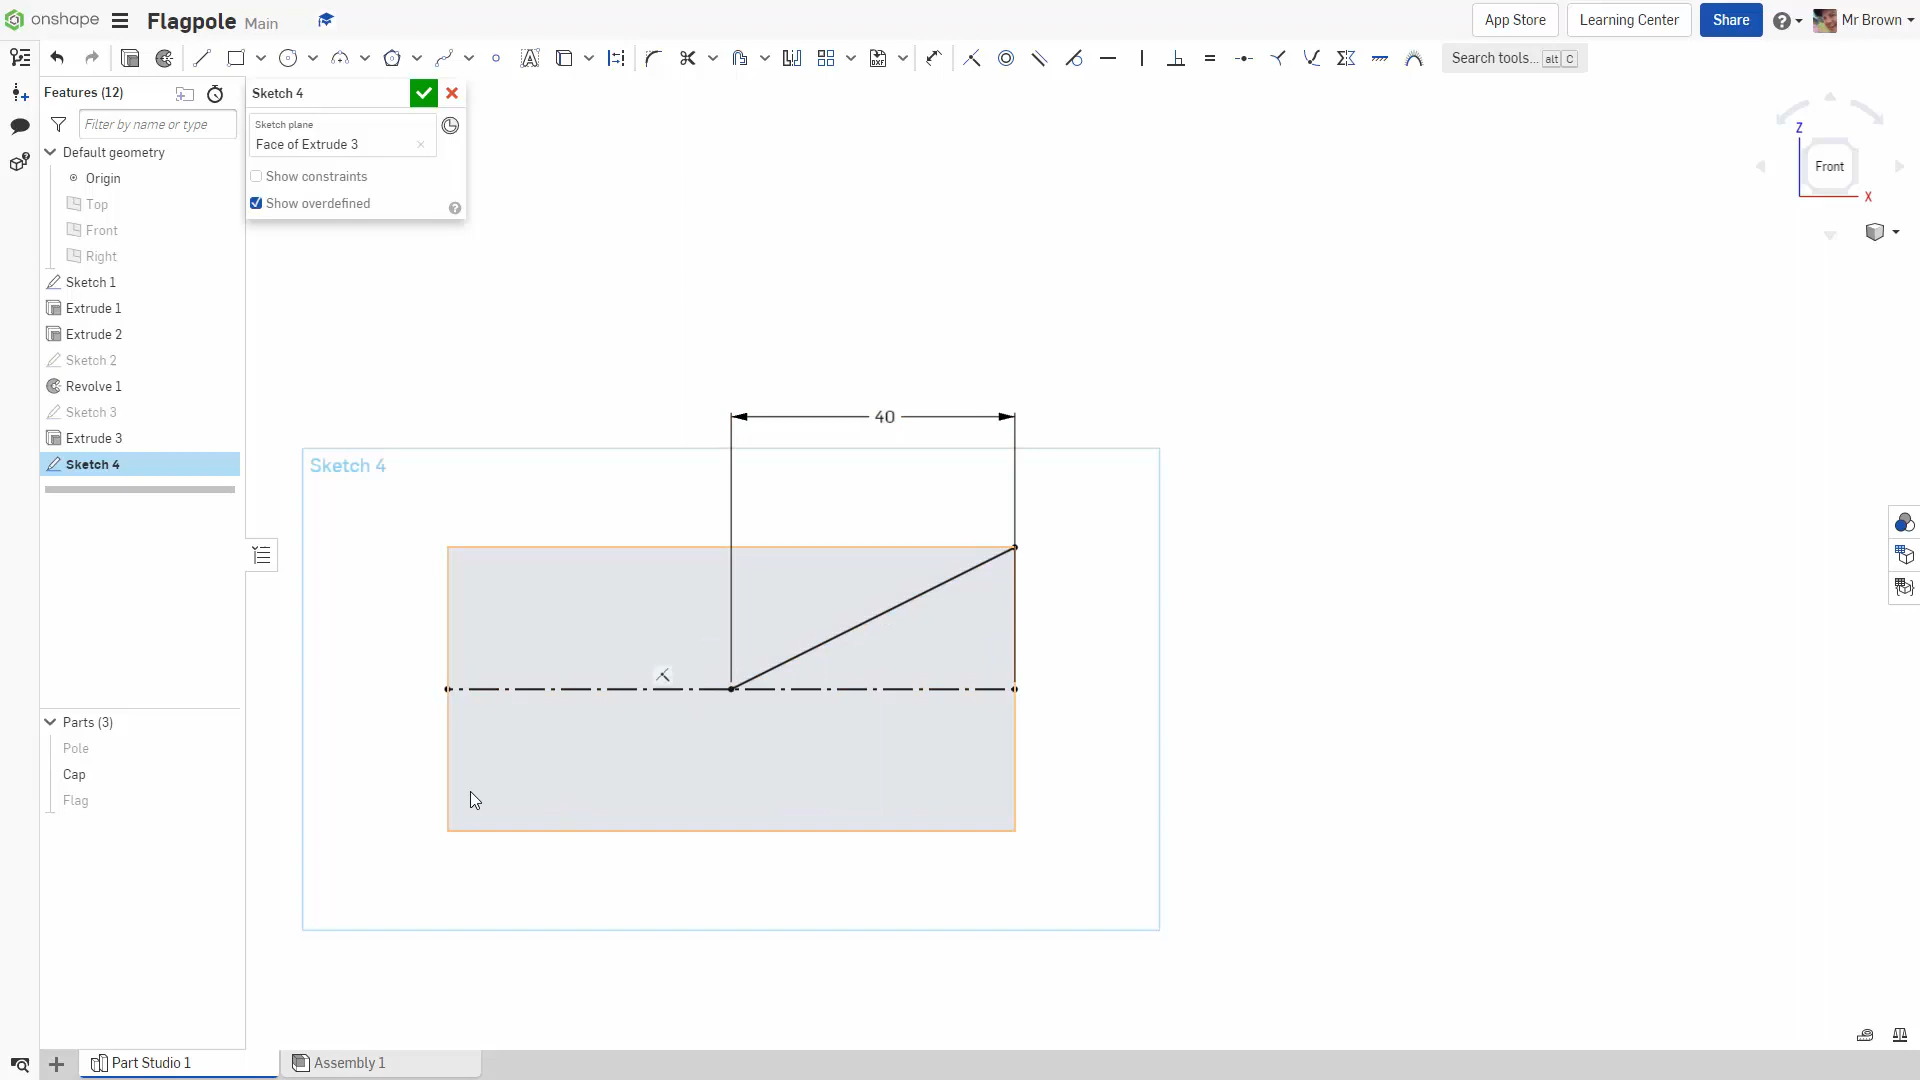 onshape
Flagpole Main
App Store
Learning Center
Share
Mr Brown
Search tools... alt C
Features (12)
Filter by name or type
Default geometry
Origin
Top
Front
Right
Sketch 1
Extrude 1
Extrude 2
Sketch 2
Revolve 1
Sketch 3
Extrude 3
Sketch 4
Parts (3)
Pole
Cap
Flag
Sketch 4
Sketch plane
Face of Extrude 3
Show constraints
Show overdefined
40
Sketch 4
Z
Front
X
Part Studio 1
Assembly 1